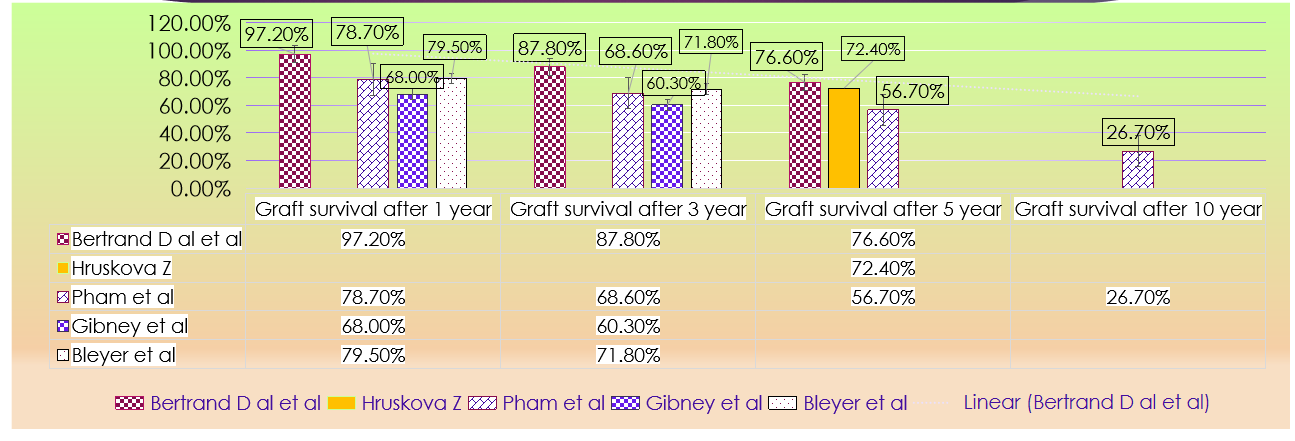 120.00%
100.00%
80.00%
60.00%
40.00%
20.00%
0.00%
97.20%
78.70%
68.00%
79.50%
87.80%
68.60%
60.30%
71.80%
76.60%
72.40%
56.70%
26.70%
Graft survival after 1 year Graft survival after 3 year Graft survival after 5 year Graft survival after 10 year
Bertrand D al et al 97.20% 87.80% 76.60%
Hruskova Z 72.40%
Pham et al 78.70% 68.60% 56.70% 26.70%
Gibney et al 68.00% 60.30%
Bleyer et al 79.50% 71.80%
Bertrand D al et al Hruskova Z Pham et al Gibney et al Bleyer et al Linear (Bertrand D al et al)